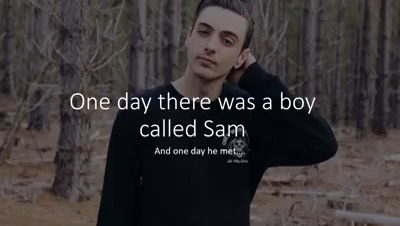 One day there was a boy
called Sam
And one day he met…